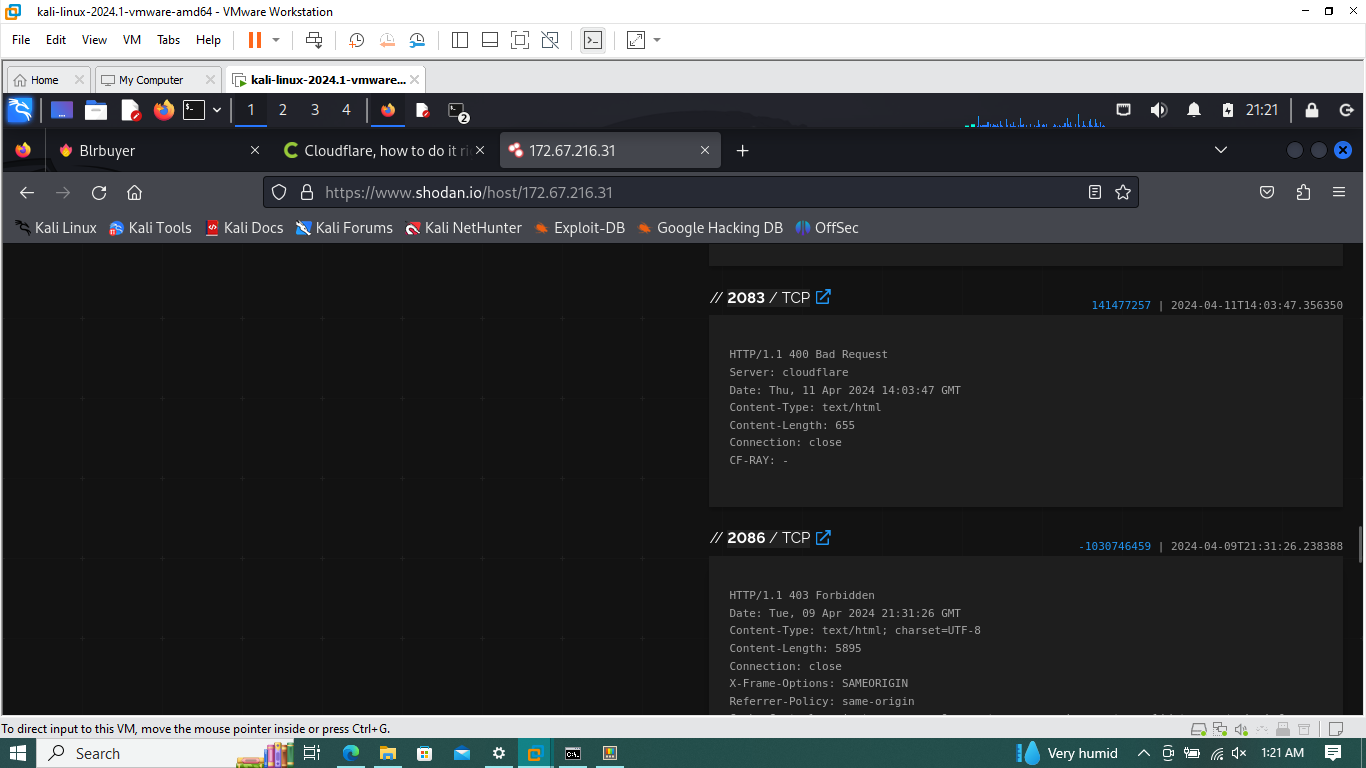 kali-linux-2024.1-vmware-amd64 - VMware Workstation
File Edit View VM Tabs Help
Home My Computer kali-linux-2024.1-vmware...
1 2 3 4 2 21:21
Blrbuyer Cloudflare, how to do it ri 172.67.216.31
https://www.shodan.io/host/172.67.216.31
Kali Linux Kali Tools Kali Docs Kali Forums Kali NetHunter Exploit-DB Google Hacking DB OffSec
// 2083 / TCP
141477257 | 2024-04-11T14:03:47.356350
HTTP/1.1 400 Bad Request
Server: cloudflare
Date: Thu, 11 Apr 2024 14:03:47 GMT
Content-Type: text/html
Content-Length: 655
Connection: close
CF-RAY: -
// 2086 / TCP
-1030746459 | 2024-04-09T21:31:26.238388
HTTP/1.1 403 Forbidden
Date: Tue, 09 Apr 2024 21:31:26 GMT
Content-Type: text/html; charset=UTF-8
Content-Length: 5895
Connection: close
X-Frame-Options: SAMEORIGIN
Referrer-Policy: same-origin
To direct input to this VM, move the mouse pointer inside or press Ctrl+G.
Search Very humid 1:21 AM